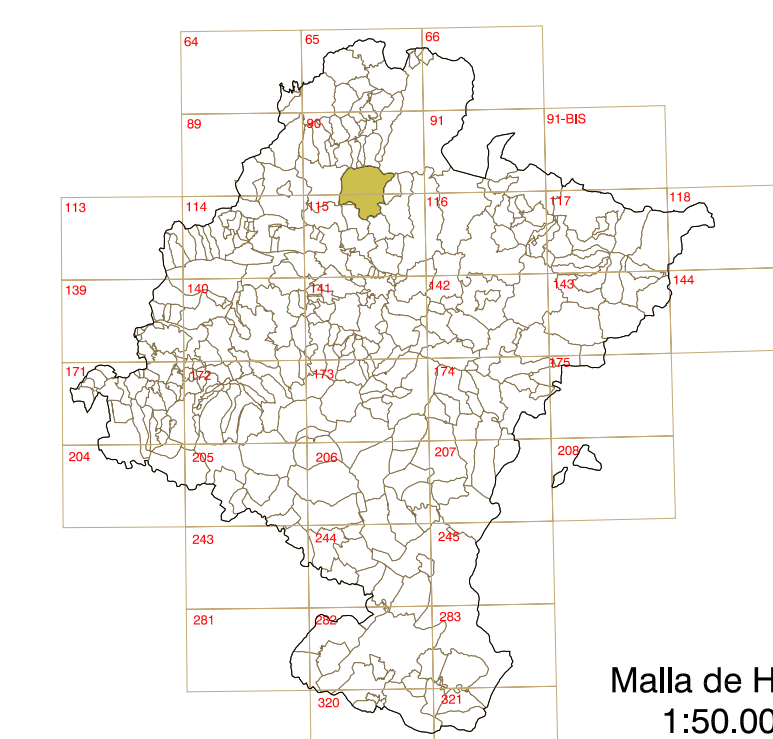 64 65 66
89 90 91 91-BIS
113 114 115 116 117 118
139 140 141 142 143 144
171 172 173 174 175
204 205 206 207 208
243 244 245
281 282 283
320 321
Malla de H
1:50.00